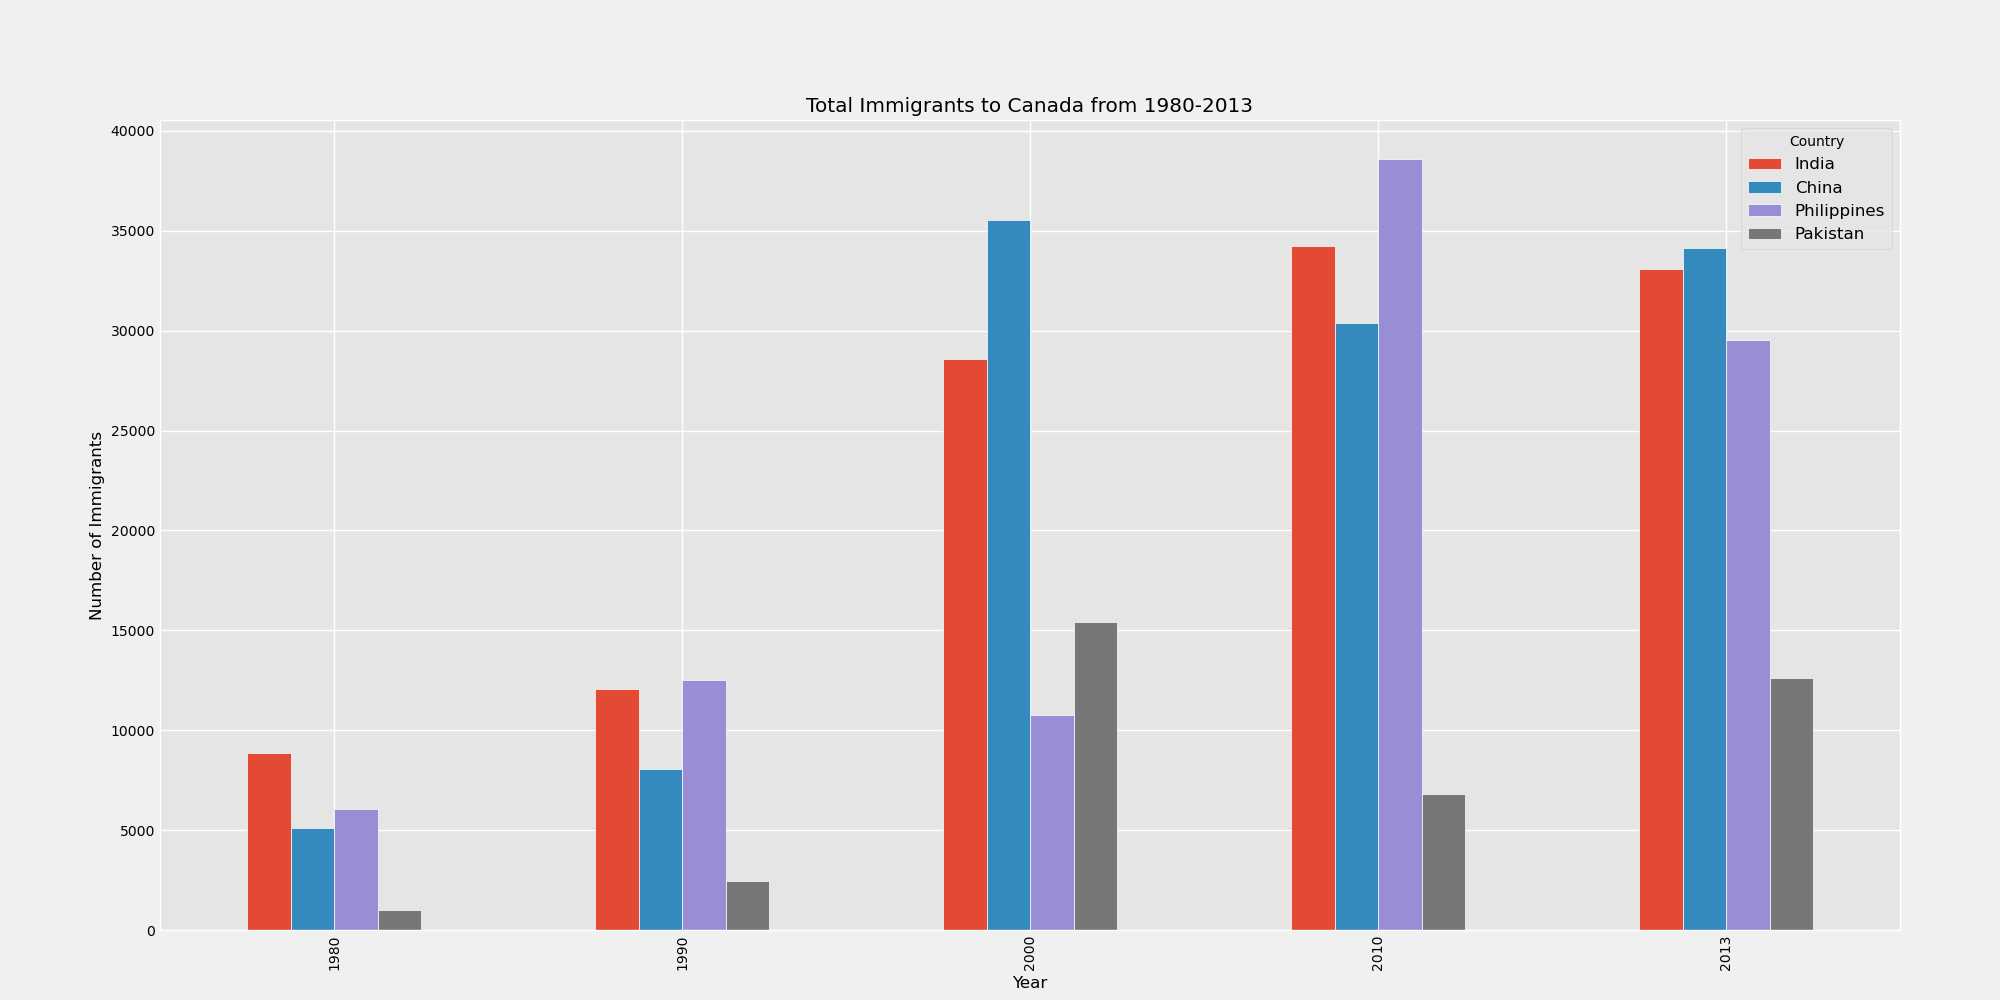 Total Immigrants to Canada from 1980-2013
Country
India
China
Philippines
Pakistan
40000
35000
30000
25000
20000
15000
10000
5000
0
Number of Immigrants
1980
1990
2000
2010
2013
Year